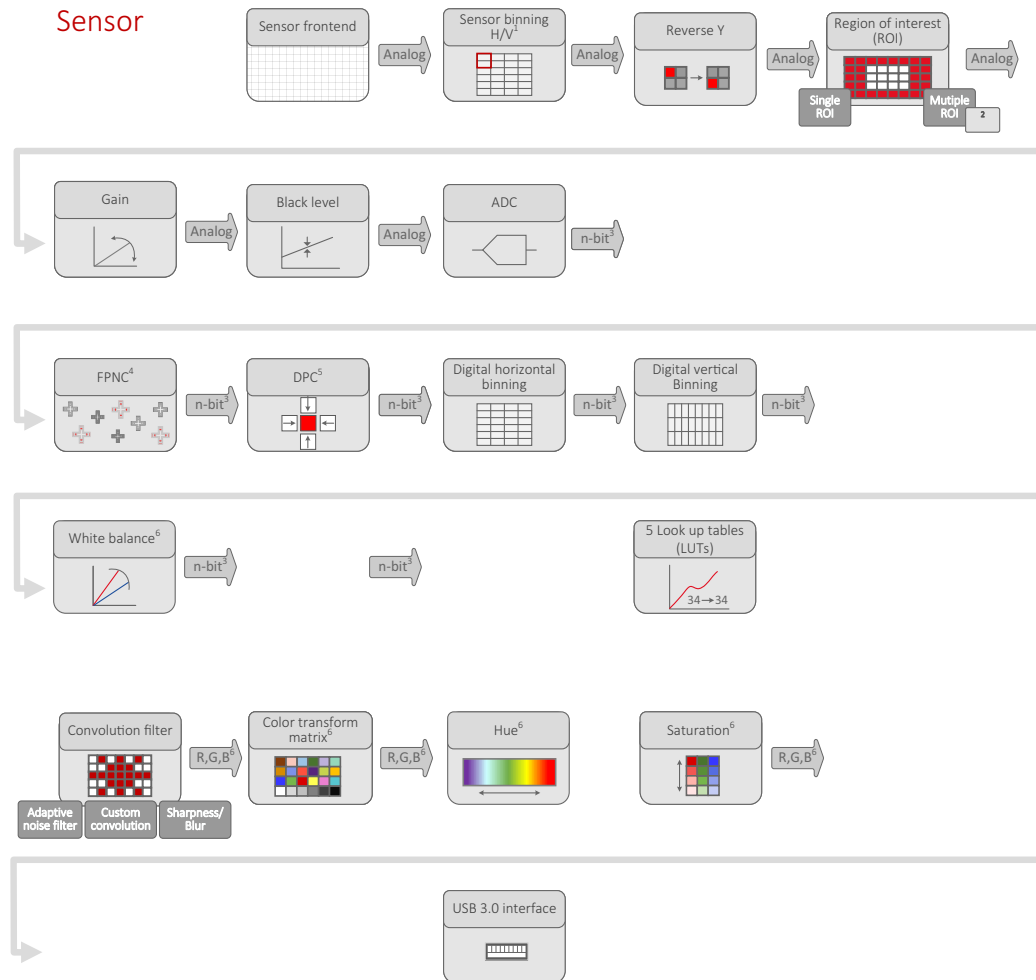 Sensor
Sensor frontend
Analog
Sensor binning
H/V1
Analog
Reverse Y
Analog
Region of interest
(ROI)
Single
ROI
Mutiple
ROI
2
Analog
Gain
Analog
Black level
Analog
ADC
n-bit3
FPNC4
n-bit3
DPC5
n-bit3
Digital horizontal
binning
n-bit3
Digital vertical
Binning
n-bit3
White balance6
n-bit3
n-bit3
5 Look up tables
(LUTs)
34→34
Convolution filter
Adaptive
noise filter
Custom
convolution
Sharpness/
Blur
R,G,B6
Color transform
matrix6
R,G,B6
Hue6
Saturation6
R,G,B6
USB 3.0 interface